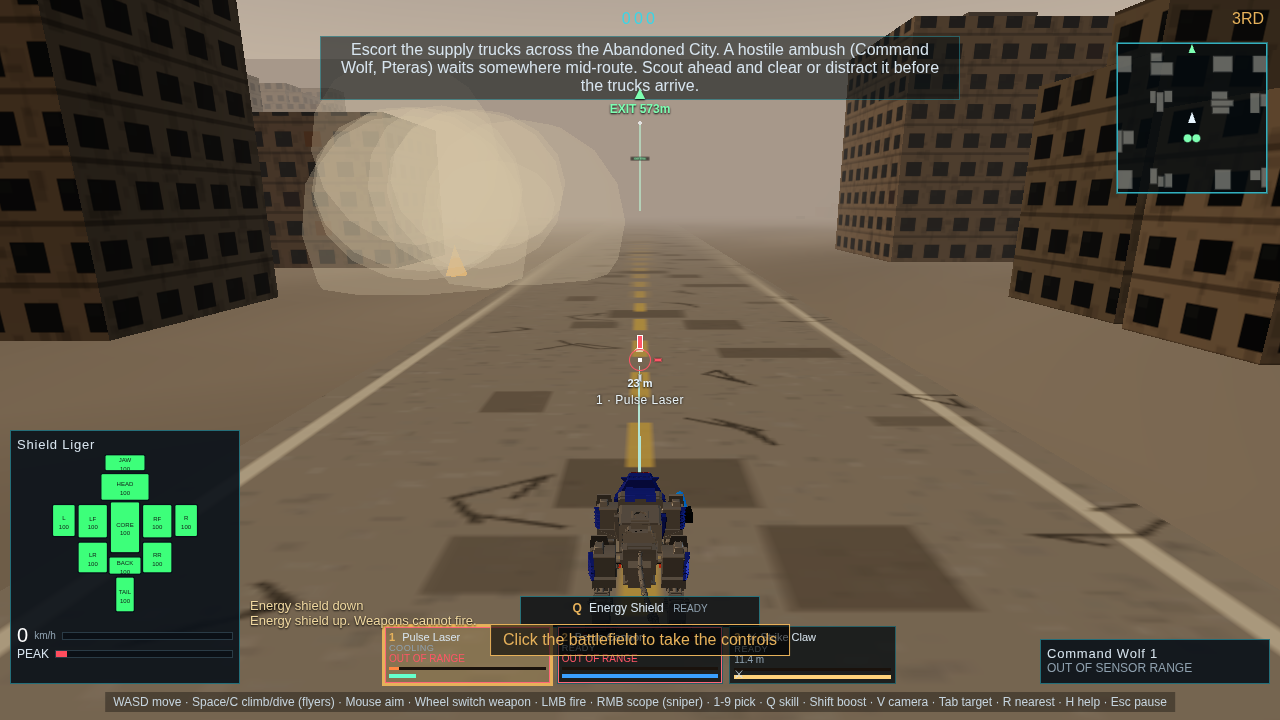 000
3RD
Escort the supply trucks across the Abandoned City. A hostile ambush (Command
Wolf, Pteras) waits somewhere mid-route. Scout ahead and clear or distract it before
the trucks arrive.
EXIT 573m
23 m
1 · Pulse Laser
Shield Liger
JAW
100
HEAD
100
L
100
LF
100
CORE
100
RF
100
R
100
LR
100
BACK
100
RR
100
TAIL
100
0 km/h
PEAK
Energy shield down
Energy shield up. Weapons cannot fire.
Q Energy Shield READY
Click the battlefield to take the controls
1 Pulse Laser
COOLING
OUT OF RANGE
READY
OUT OF RANGE
Claw
READY
11.4 m
Command Wolf 1
OUT OF SENSOR RANGE
WASD move · Space/C climb/dive (flyers) · Mouse aim · Wheel switch weapon · LMB fire · RMB scope (sniper) · 1-9 pick · Q skill · Shift boost · V camera · Tab target · R nearest · H help · Esc pause